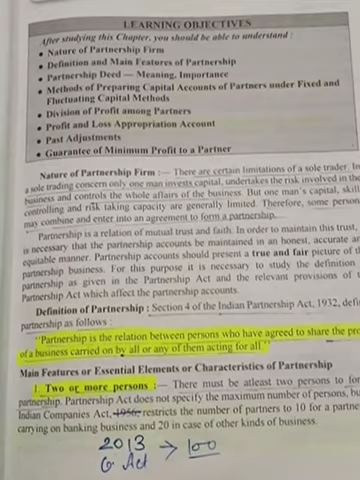 LEARNING OBJECTIVES
After studying this Chapter, you should be able to understand :
• Nature of Partnership Firm
• Definition and Main Features of Partnership
• Partnership Deed — Meaning, Importance
• Methods of Preparing Capital Accounts of Partners under Fixed and
Fluctuating Capital Methods
• Division of Profit among Partners
• Profit and Loss Appropriation Account
• Past Adjustments
• Guarantee of Minimum Profit to a Partner
Nature of Partnership Firm :— There are certain limitations of a sole trader. In
a sole trading concern only one man invests capital, undertakes the risk involved in the
business and controls the whole affairs of the business. But one man's capital, skill
controlling and risk taking capacity are generally limited. Therefore, some person
may combine and enter into an agreement to form a partnership.
Partnership is a relation of mutual trust and faith. In order to maintain this trust,
is necessary that the partnership accounts be maintained in an honest, accurate an
equitable manner. Partnership accounts should present a true and fair picture of th
partnership business. For this purpose it is necessary to study the definition
partnership as given in the Partnership Act and the relevant provisions of t
Partnership Act which affect the partnership accounts.
Definition of Partnership : Section 4 of the Indian Partnership Act, 1932, defi
partnership as follows :
"Partnership is the relation between persons who have agreed to share the pro
of a business carried on by all or any of them acting for all."
Main Features or Essential Elements or Characteristics of Partnership
1. Two or more persons :— There must be atleast two persons to for
partnership. Partnership Act does not specify the maximum number of persons, bu
Indian Companies Act, 1956, restricts the number of partners to 10 for a partne
carrying on banking business and 20 in case of other kinds of business.
2013 → 100
Act